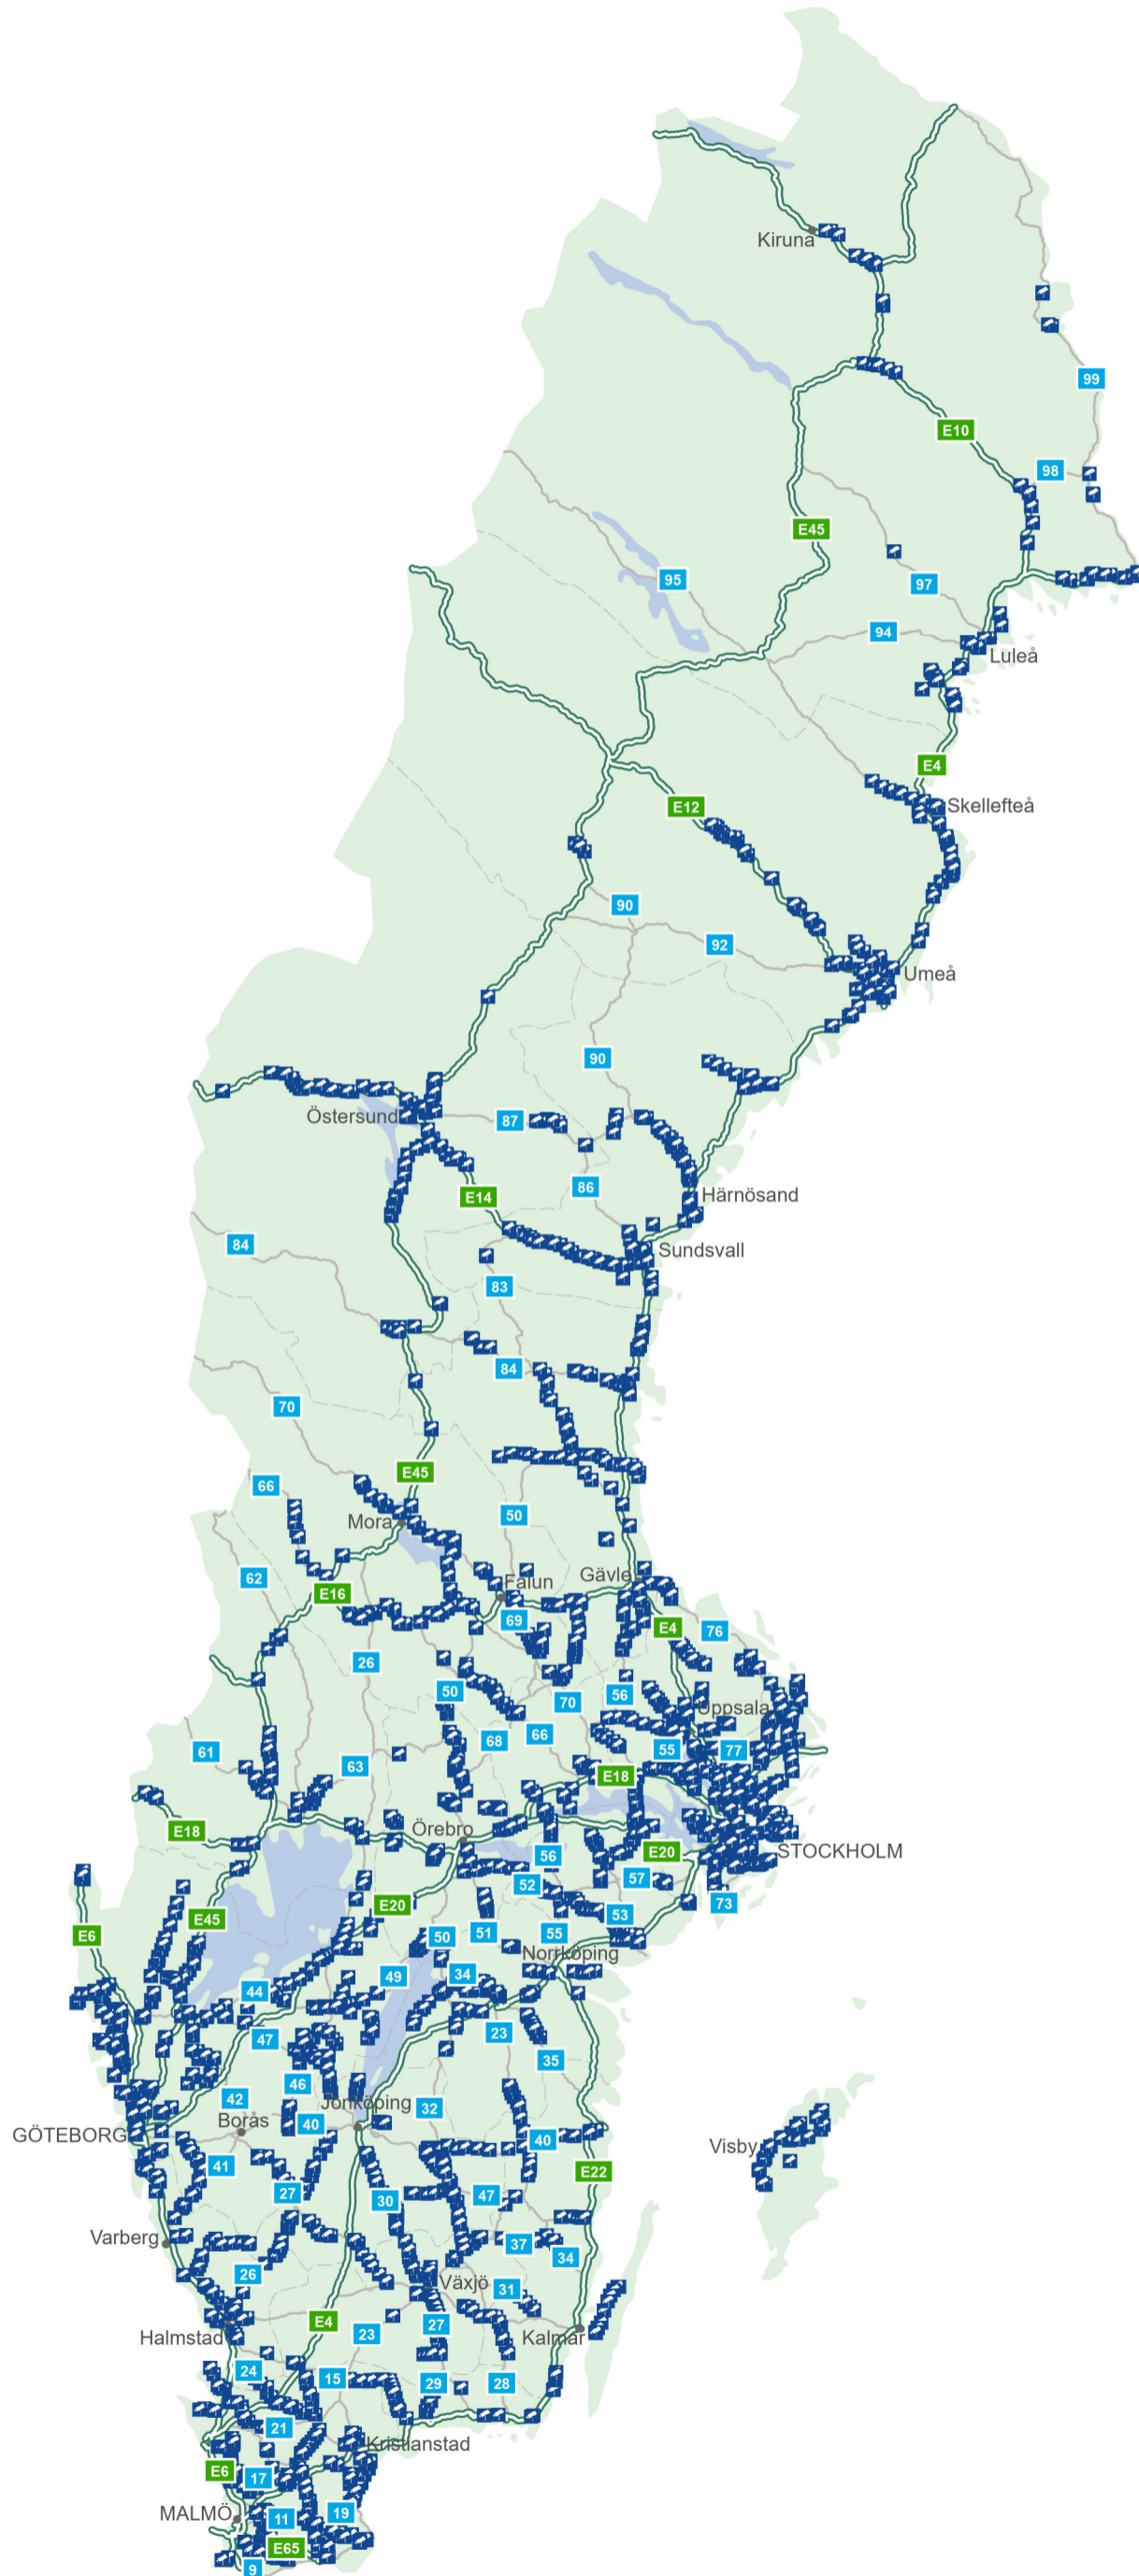 Kiruna
99
E10
98
E45
95
97
94
Luleå
E4
E12
Skellefteå
90
92
Umeå
90
Östersund
87
86
E14
Härnösand
84
Sundsvall
83
84
70
E45
66
50
Mora
62
Falun
Gävle
E16
69
E4
76
26
50
56
70
Uppsala
66
68
61
55
77
63
E18
E18
Örebro
STOCKHOLM
56
E20
57
52
E20
73
E45
53
51
55
E6
50
Norrköping
34
49
44
23
47
35
46
42
32
Jönköping
Borås
40
GÖTEBORG
40
Visby
41
E22
27
30
47
Varberg
37
34
26
Växjö
31
E4
27
23
Kalmar
Halmstad
24
15
29
28
21
Kristianstad
E6
17
19
MALMÖ
11
E65
9